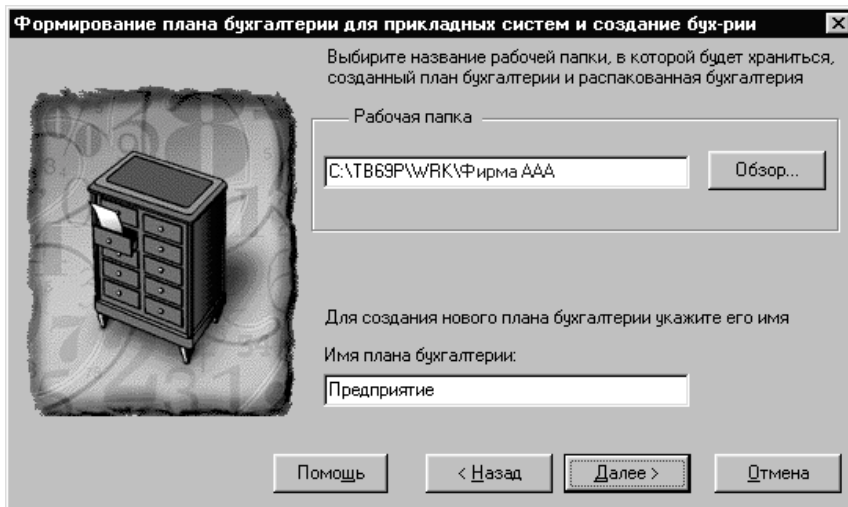 Формирование плана бухгалтерии для прикладных систем и создание бух-рии
Выбирите название рабочей папки, в которой будет храниться,
созданный план бухгалтерии и распакованная бухгалтерия
Рабочая папка
C:\TB69P\WRK\Фирма ААА
Обзор...
Для создания нового плана бухгалтерии укажите его имя
Имя плана бухгалтерии:
Предприятие
Помощь
< Назад
Далее >
Отмена